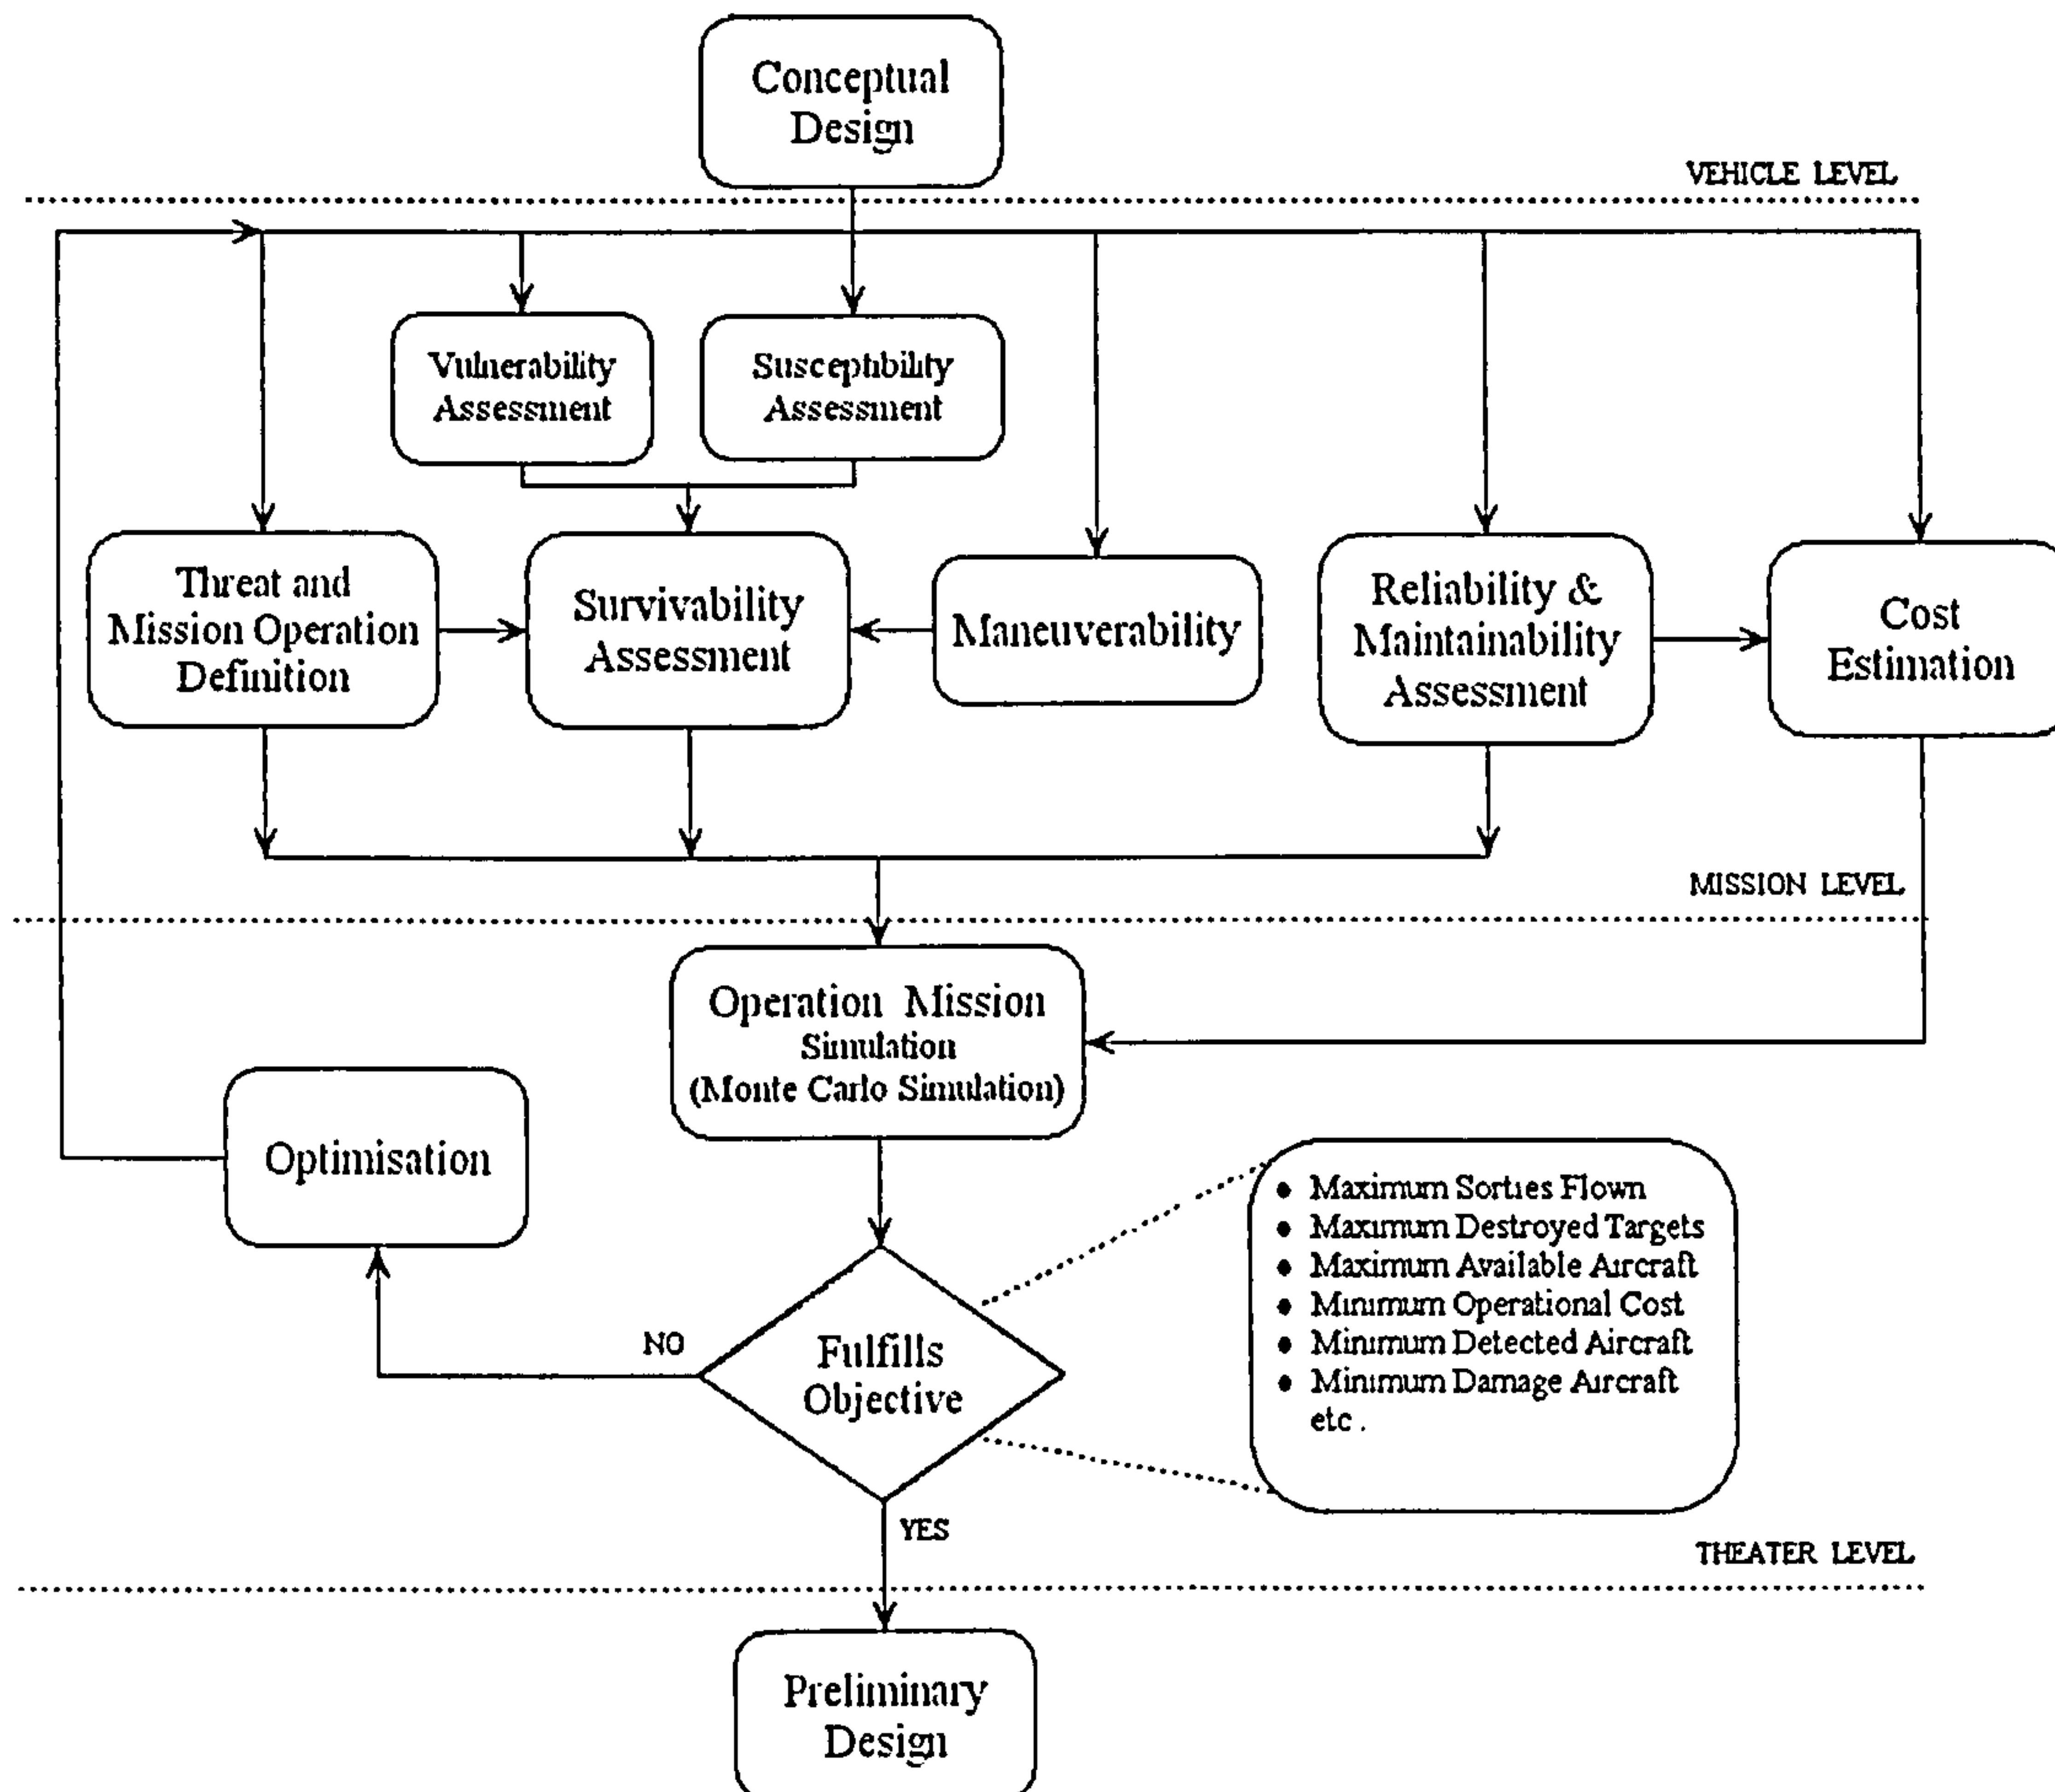 Conceptual
Design
VEHICLE LEVEL
Vulnerability
Assessment
Susceptibility
Assessment
Threat and
Mission Operation
Definition
Survivability
Assessment
Maneuverability
Reliability &
Maintainability
Assessment
Cost
Estimation
MISSION LEVEL
Operation Mission
Simulation
(Monte Carlo Simulation)
Optimisation
• Maximum Sorties Flown
• Maximum Destroyed Targets
• Maximum Available Aircraft
• Minimum Operational Cost
• Minimum Detected Aircraft
• Minimum Damage Aircraft
etc .
NO
Fulfills
Objective
YES
THEATER LEVEL
Preliminary
Design